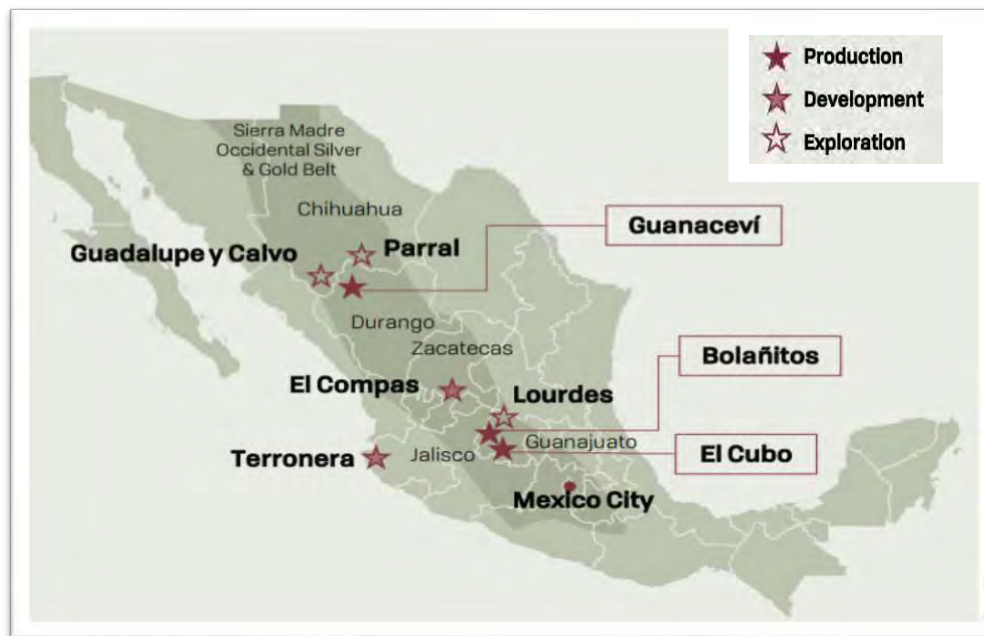 Production
Development
Exploration
Sierra Madre
Occidental Silver
& Gold Belt
Chihuahua
Guanaceví
Guadalupe y Calvo
Parral
Durango
Zacatecas
Bolañitos
El Compas
Lourdes
Guanajuato
Terronera
Jalisco
El Cubo
Mexico City